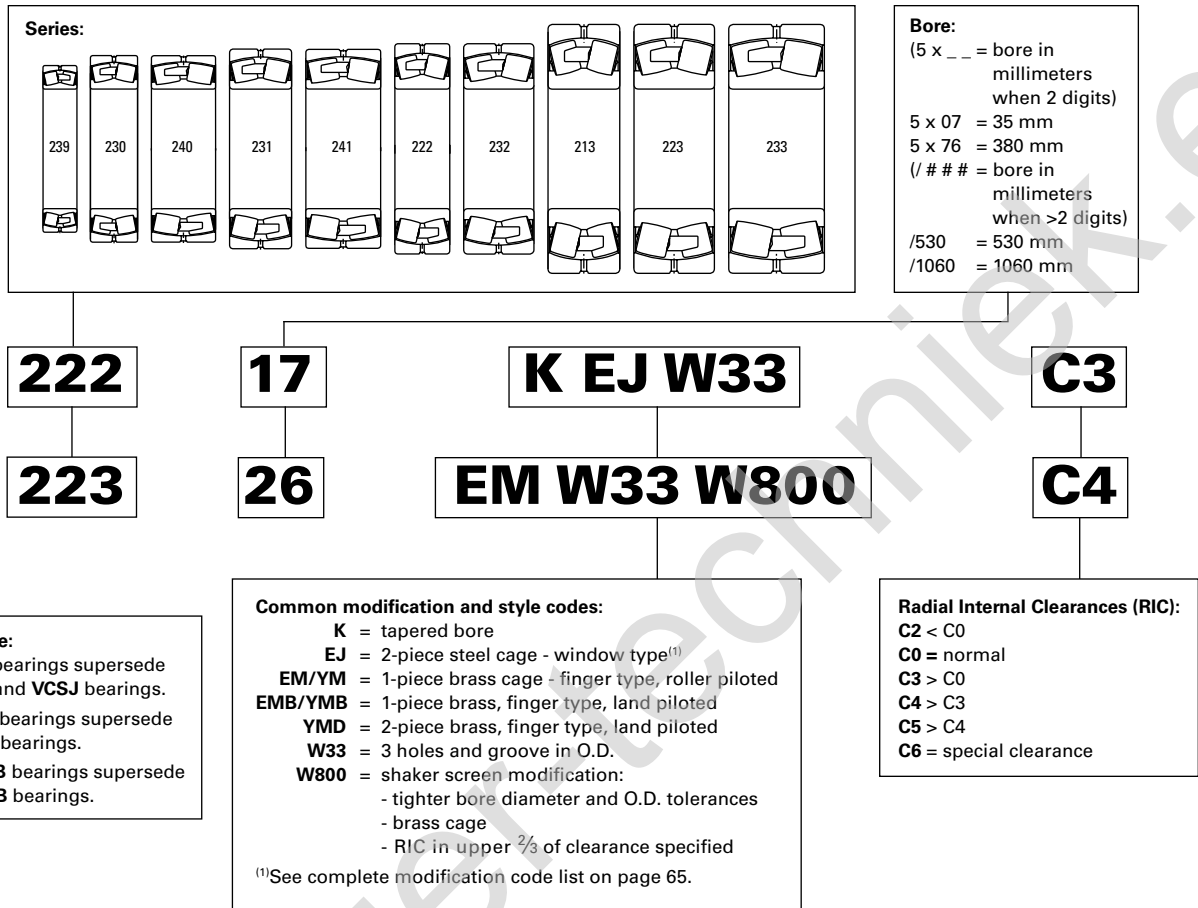 Series:
239 230 240 231 241 222 232 213 223 233
Bore:
(5 x _ _ = bore in
millimeters
when 2 digits)
5 x 07 = 35 mm
5 x 76 = 380 mm
(/ # # # = bore in
millimeters
when >2 digits)
/530 = 530 mm
/1060 = 1060 mm
222 17 K EJ W33 C3
223 26 EM W33 W800 C4
e:
bearings supersede
and VCSJ bearings.
bearings supersede
bearings.
B bearings supersede
B bearings.
Common modification and style codes:
K = tapered bore
EJ = 2-piece steel cage - window type(1)
EM/YM = 1-piece brass cage - finger type, roller piloted
EMB/YMB = 1-piece brass, finger type, land piloted
YMD = 2-piece brass, finger type, land piloted
W33 = 3 holes and groove in O.D.
W800 = shaker screen modification:
- tighter bore diameter and O.D. tolerances
- brass cage
- RIC in upper 2/3 of clearance specified
(1)See complete modification code list on page 65.
Radial Internal Clearances (RIC):
C2 < C0
C0 = normal
C3 > C0
C4 > C3
C5 > C4
C6 = special clearance
er-techniek.e